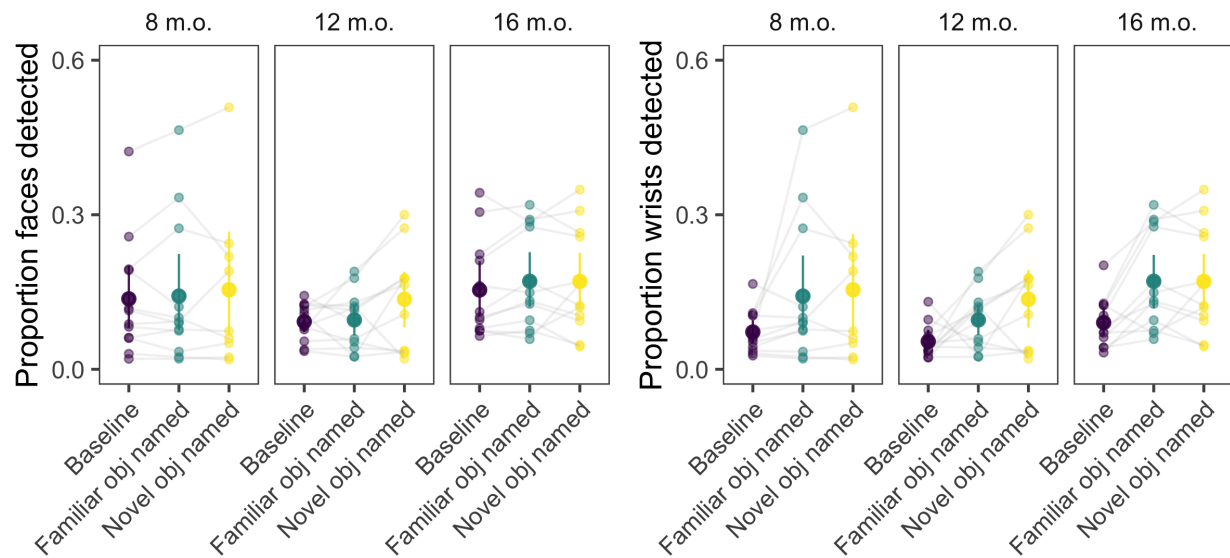 8 m.o.
12 m.o.
16 m.o.
Proportion faces detected
0.6
0.3
0.0
Baseline
Familiar obj named
Novel obj named
Baseline
Familiar obj named
Novel obj named
Baseline
Familiar obj named
Novel obj named
8 m.o.
12 m.o.
16 m.o.
Proportion wrists detected
0.6
0.3
0.0
Baseline
Familiar obj named
Novel obj named
Baseline
Familiar obj named
Novel obj named
Baseline
Familiar obj named
Novel obj named